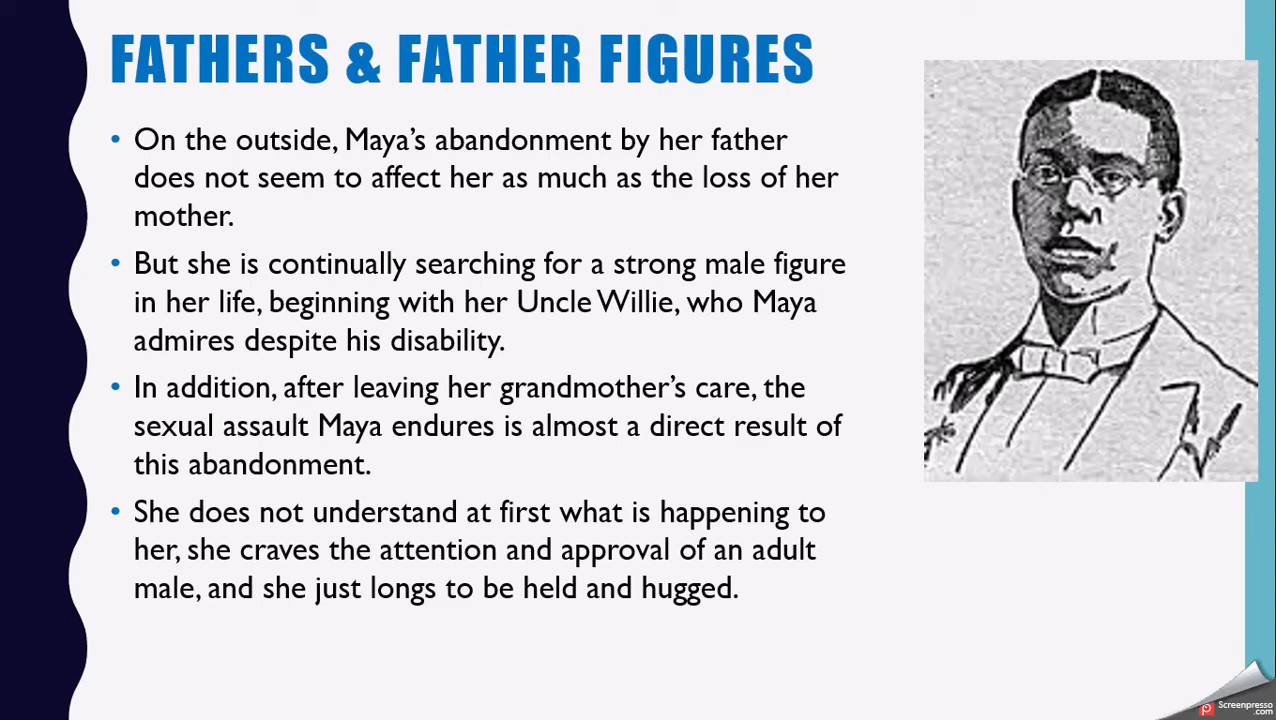 FATHERS & FATHER FIGURES
• On the outside, Maya's abandonment by her father
does not seem to affect her as much as the loss of her
mother.
• But she is continually searching for a strong male figure
in her life, beginning with her Uncle Willie, who Maya
admires despite his disability.
• In addition, after leaving her grandmother's care, the
sexual assault Maya endures is almost a direct result of
this abandonment.
• She does not understand at first what is happening to
her, she craves the attention and approval of an adult
male, and she just longs to be held and hugged.
Screenpresso
.com